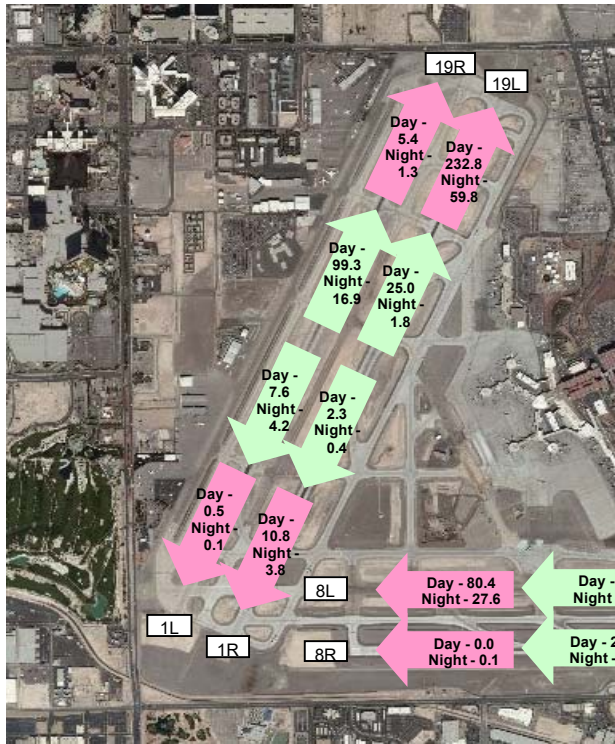 19R
19L
Day -
5.4
Night -
1.3
Day -
232.8
Night -
59.8
Day -
99.3
Night -
16.9
Day -
25.0
Night -
1.8
Day -
7.6
Night -
4.2
Day -
2.3
Night -
0.4
Day -
0.5
Night -
0.1
Day -
10.8
Night -
3.8
8L
Day - 80.4
Night - 27.6
Day -
Night
1L
1R
8R
Day - 0.0
Night - 0.1
Day - 2
Night -